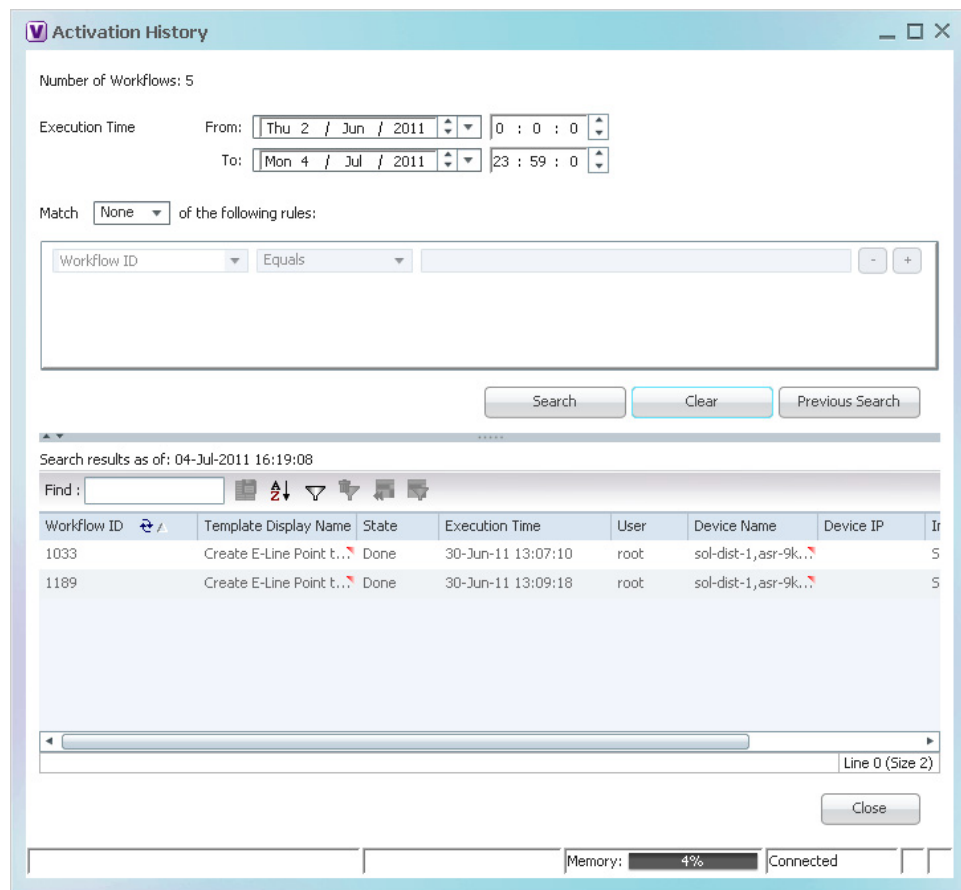 V Activation History
Number of Workflows: 5
Execution Time From: Thu 2 / Jun / 2011 0 : 0 : 0
To: Mon 4 / Jul / 2011 23 : 59 : 0
Match None of the following rules:
Workflow ID Equals - +
Search Clear Previous Search
Search results as of: 04-Jul-2011 16:19:08
Find :
Workflow ID Template Display Name State Execution Time User Device Name Device IP Ir
1033 Create E-Line Point t... Done 30-Jun-11 13:07:10 root sol-dist-1,asr-9k... S
1189 Create E-Line Point t... Done 30-Jun-11 13:09:18 root sol-dist-1,asr-9k... S
Line 0 (Size 2)
Close
Memory: 4% Connected